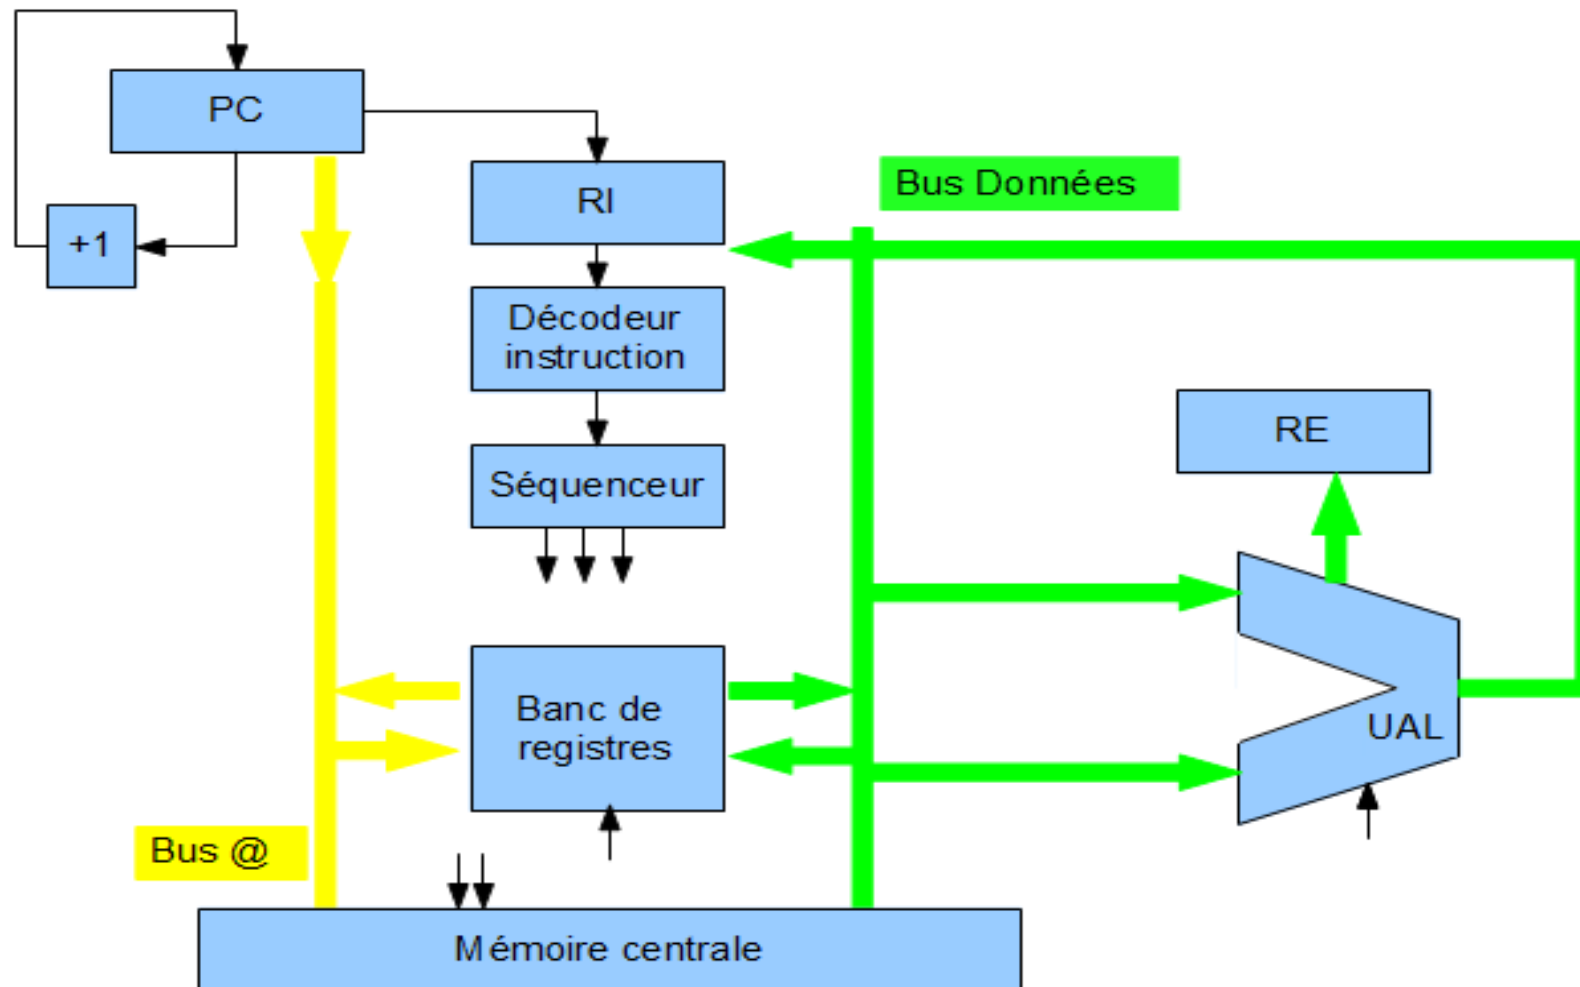 PC
RI
Bus Données
+1
Décodeur
instruction
RE
Séquenceur
Banc de
registres
UAL
Bus @
Mémoire centrale